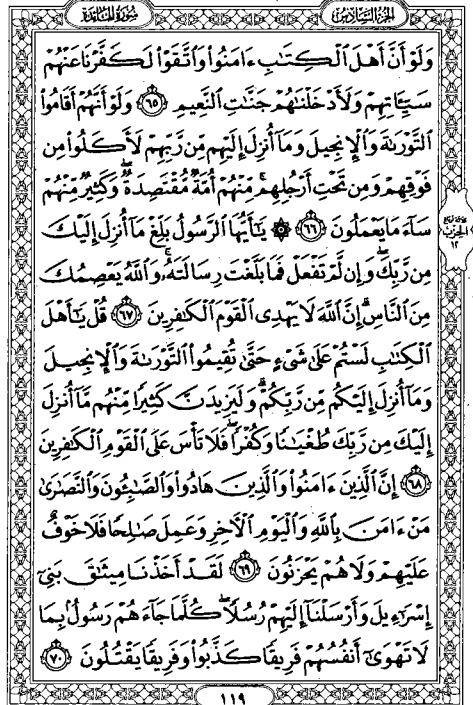 سورة المائدة
الجزء السادس
وَلَوْ أَنَّ أَهْلَ ٱلْكِتَٰبِ ءَامَنُوا۟ وَٱتَّقَوْا۟ لَكَفَّرْنَا عَنْهُمْ
سَيِّـَٔاتِهِمْ وَلَأَدْخَلْنَٰهُمْ جَنَّٰتِ ٱلنَّعِيمِ ٦٥ وَلَوْ أَنَّهُمْ أَقَامُوا۟
ٱلتَّوْرَىٰةَ وَٱلْإِنجِيلَ وَمَآ أُنزِلَ إِلَيْهِم مِّن رَّبِّهِمْ لَأَكَلُوا۟ مِن
فَوْقِهِمْ وَمِن تَحْتِ أَرْجُلِهِم ۚ مِّنْهُمْ أُمَّةٌ مُّقْتَصِدَةٌ ۖ وَكَثِيرٌ مِّنْهُمْ
سَآءَ مَا يَعْمَلُونَ ٦٦ ۞ يَٰٓأَيُّهَا ٱلرَّسُولُ بَلِّغْ مَآ أُنزِلَ إِلَيْكَ
مِن رَّبِّكَ ۖ وَإِن لَّمْ تَفْعَلْ فَمَا بَلَّغْتَ رِسَالَتَهُۥ ۚ وَٱللَّهُ يَعْصِمُكَ
مِنَ ٱلنَّاسِ ۗ إِنَّ ٱللَّهَ لَا يَهْدِى ٱلْقَوْمَ ٱلْكَٰفِرِينَ ٦٧ قُلْ يَٰٓأَهْلَ
ٱلْكِتَٰبِ لَسْتُمْ عَلَىٰ شَىْءٍ حَتَّىٰ تُقِيمُوا۟ ٱلتَّوْرَىٰةَ وَٱلْإِنجِيلَ
وَمَآ أُنزِلَ إِلَيْكُم مِّن رَّبِّكُمْ ۗ وَلَيَزِيدَنَّ كَثِيرًا مِّنْهُم مَّآ أُنزِلَ
إِلَيْكَ مِن رَّبِّكَ طُغْيَٰنًا وَكُفْرًا ۖ فَلَا تَأْسَ عَلَى ٱلْقَوْمِ ٱلْكَٰفِرِينَ
٦٨ إِنَّ ٱلَّذِينَ ءَامَنُوا۟ وَٱلَّذِينَ هَادُوا۟ وَٱلصَّٰبِـُٔونَ وَٱلنَّصَٰرَىٰ
مَنْ ءَامَنَ بِٱللَّهِ وَٱلْيَوْمِ ٱلْءَاخِرِ وَعَمِلَ صَٰلِحًا فَلَا خَوْفٌ
عَلَيْهِمْ وَلَا هُمْ يَحْزَنُونَ ٦٩ لَقَدْ أَخَذْنَا مِيثَٰقَ بَنِىٓ
إِسْرَٰٓءِيلَ وَأَرْسَلْنَآ إِلَيْهِمْ رُسُلًا ۖ كُلَّمَا جَآءَهُمْ رَسُولٌۢ بِمَا
لَا تَهْوَىٰٓ أَنفُسُهُمْ فَرِيقًا كَذَّبُوا۟ وَفَرِيقًا يَقْتُلُونَ ٧٠
الحزب
١٢
١١٩